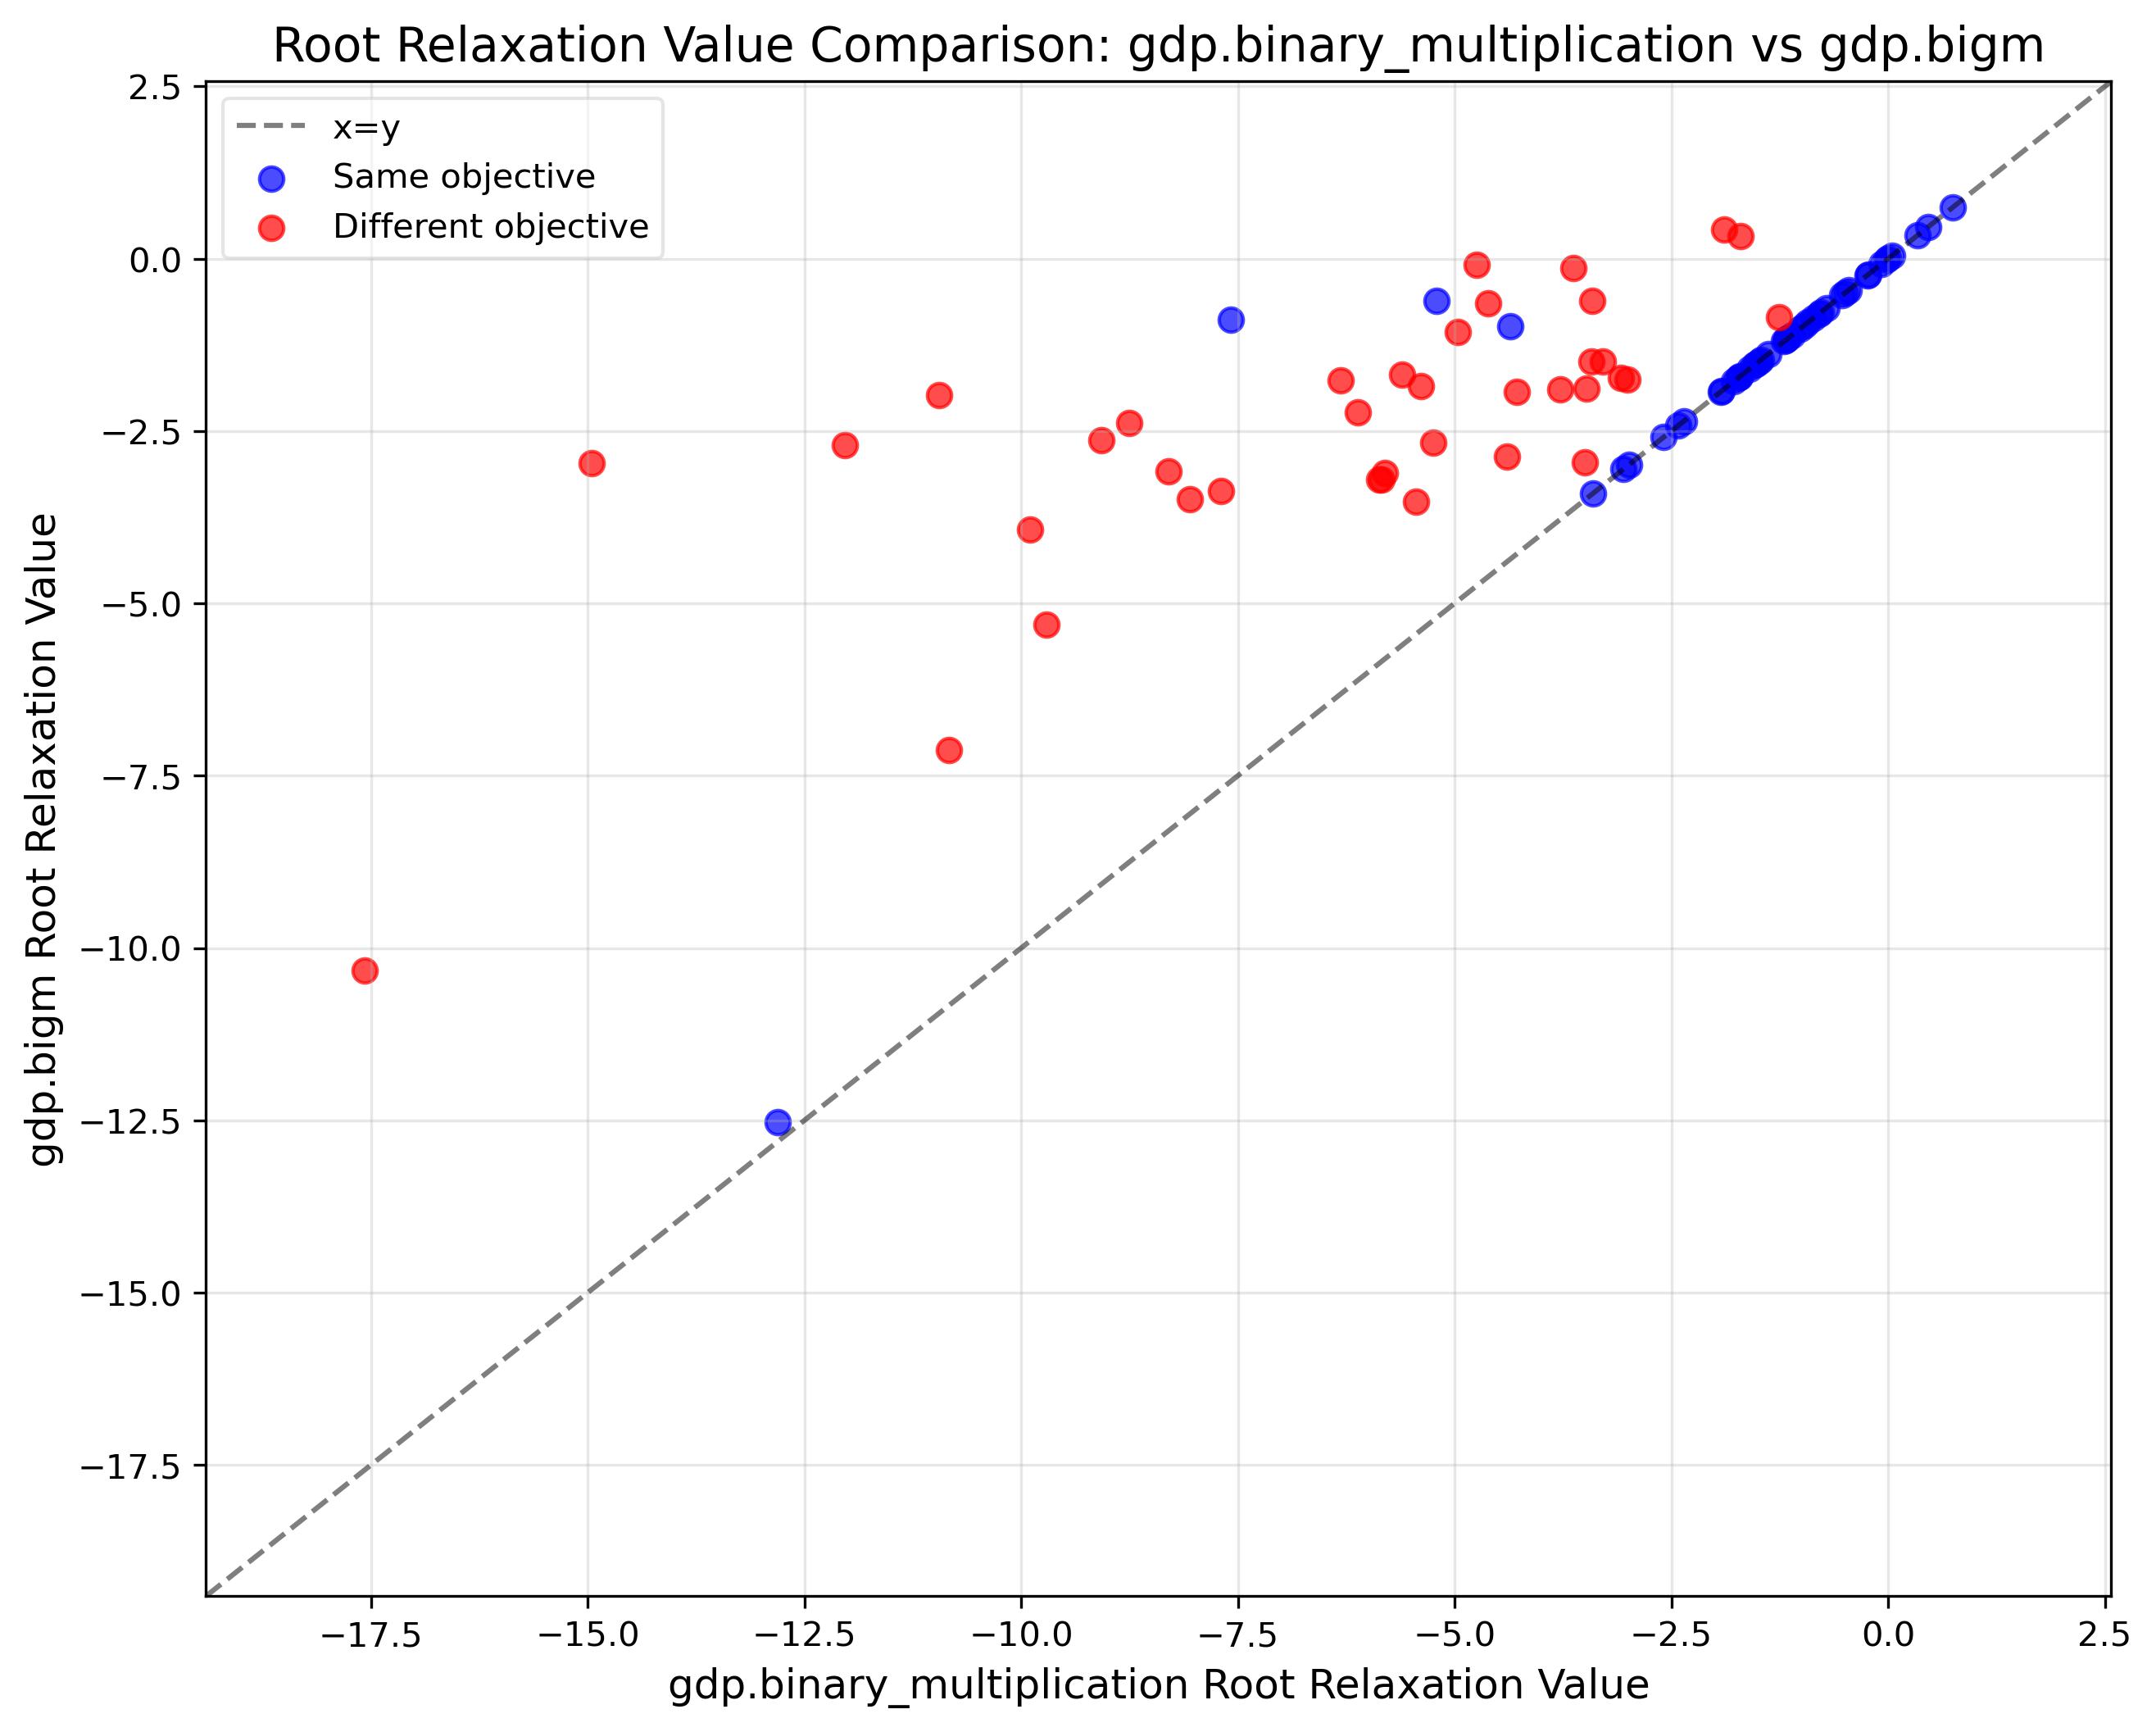 Root Relaxation Value Comparison: gdp.binary_multiplication vs gdp.bigm
x=y
Same objective
Different objective
gdp.bigm Root Relaxation Value
2.5
0.0
−2.5
−5.0
−7.5
−10.0
−12.5
−15.0
−17.5
−17.5 −15.0 −12.5 −10.0 −7.5 −5.0 −2.5 0.0 2.5
gdp.binary_multiplication Root Relaxation Value